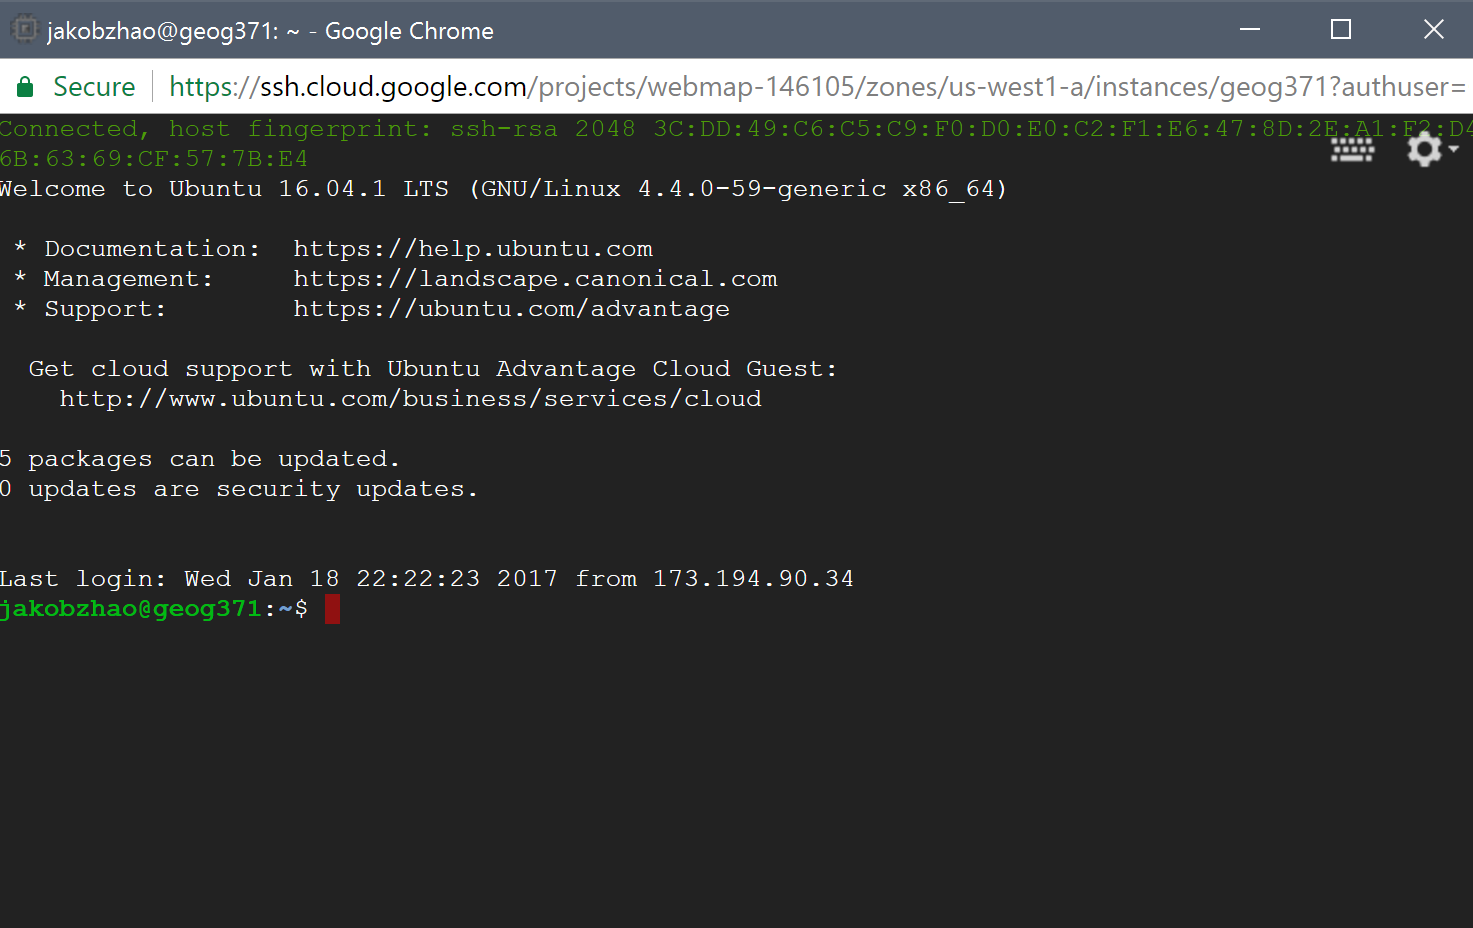 jakobzhao@geog371: ~ - Google Chrome
Secure https://ssh.cloud.google.com/projects/webmap-146105/zones/us-west1-a/instances/geog371?authuser=
Connected, host fingerprint: ssh-rsa 2048 3C:DD:49:C6:C5:C9:F0:D0:E0:C2:F1:E6:47:8D:2E:A1:F2:D4
6B:63:69:CF:57:7B:E4
Welcome to Ubuntu 16.04.1 LTS (GNU/Linux 4.4.0-59-generic x86_64)
* Documentation:  https://help.ubuntu.com
* Management:     https://landscape.canonical.com
* Support:        https://ubuntu.com/advantage
Get cloud support with Ubuntu Advantage Cloud Guest:
http://www.ubuntu.com/business/services/cloud
5 packages can be updated.
0 updates are security updates.
Last login: Wed Jan 18 22:22:23 2017 from 173.194.90.34
jakobzhao@geog371:~$